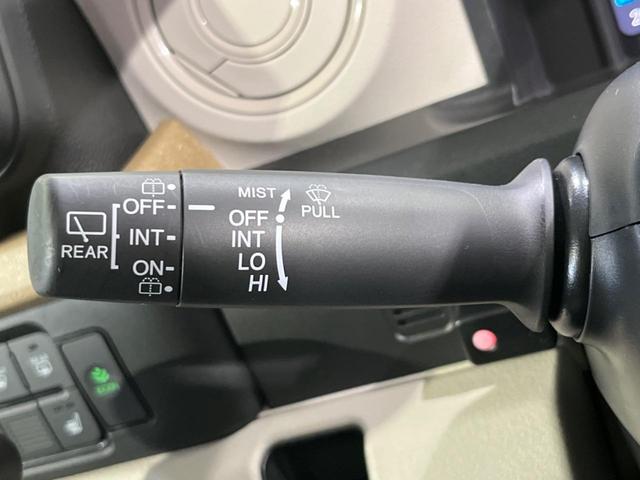 REAR
OFF
INT
ON
MIST
OFF
INT
LO
HI
PULL